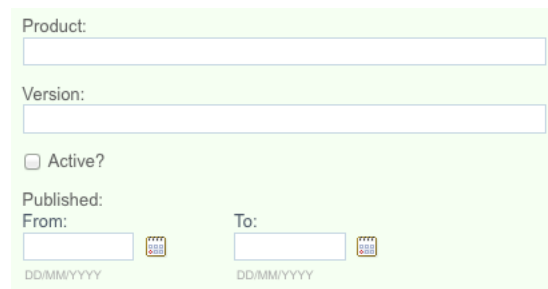 Product:
Version:
Active?
Published:
From: To:
DD/MM/YYYY DD/MM/YYYY